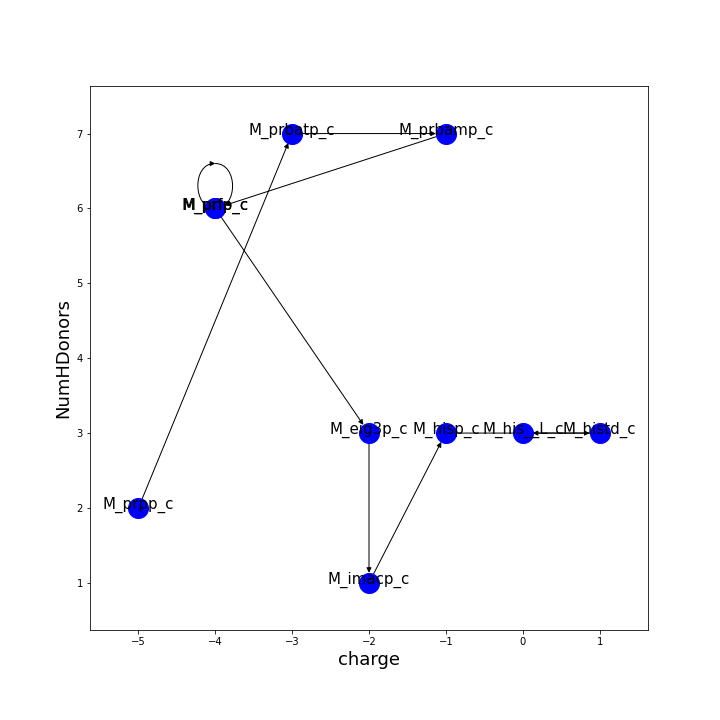 M_prbatp_c
M_prbamp_c
7
6
5
NumHDonors
4
M_eig3p_c
M_hisp_c
M_his__L_c
M_histd_c
3
M_prpp_c
2
M_imacp_c
1
−5
−4
−3
−2
−1
0
1
charge